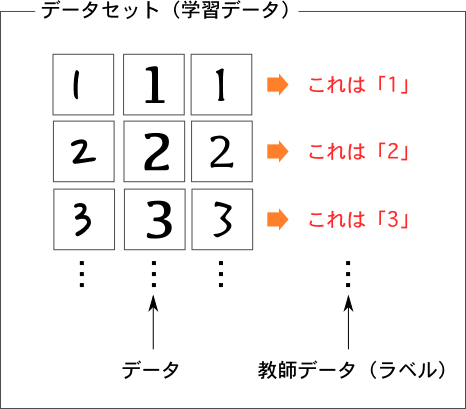 データセット（学習データ）
1 1 1 これは「1」
2 2 2 これは「2」
3 3 3 これは「3」
データ 教師データ（ラベル）